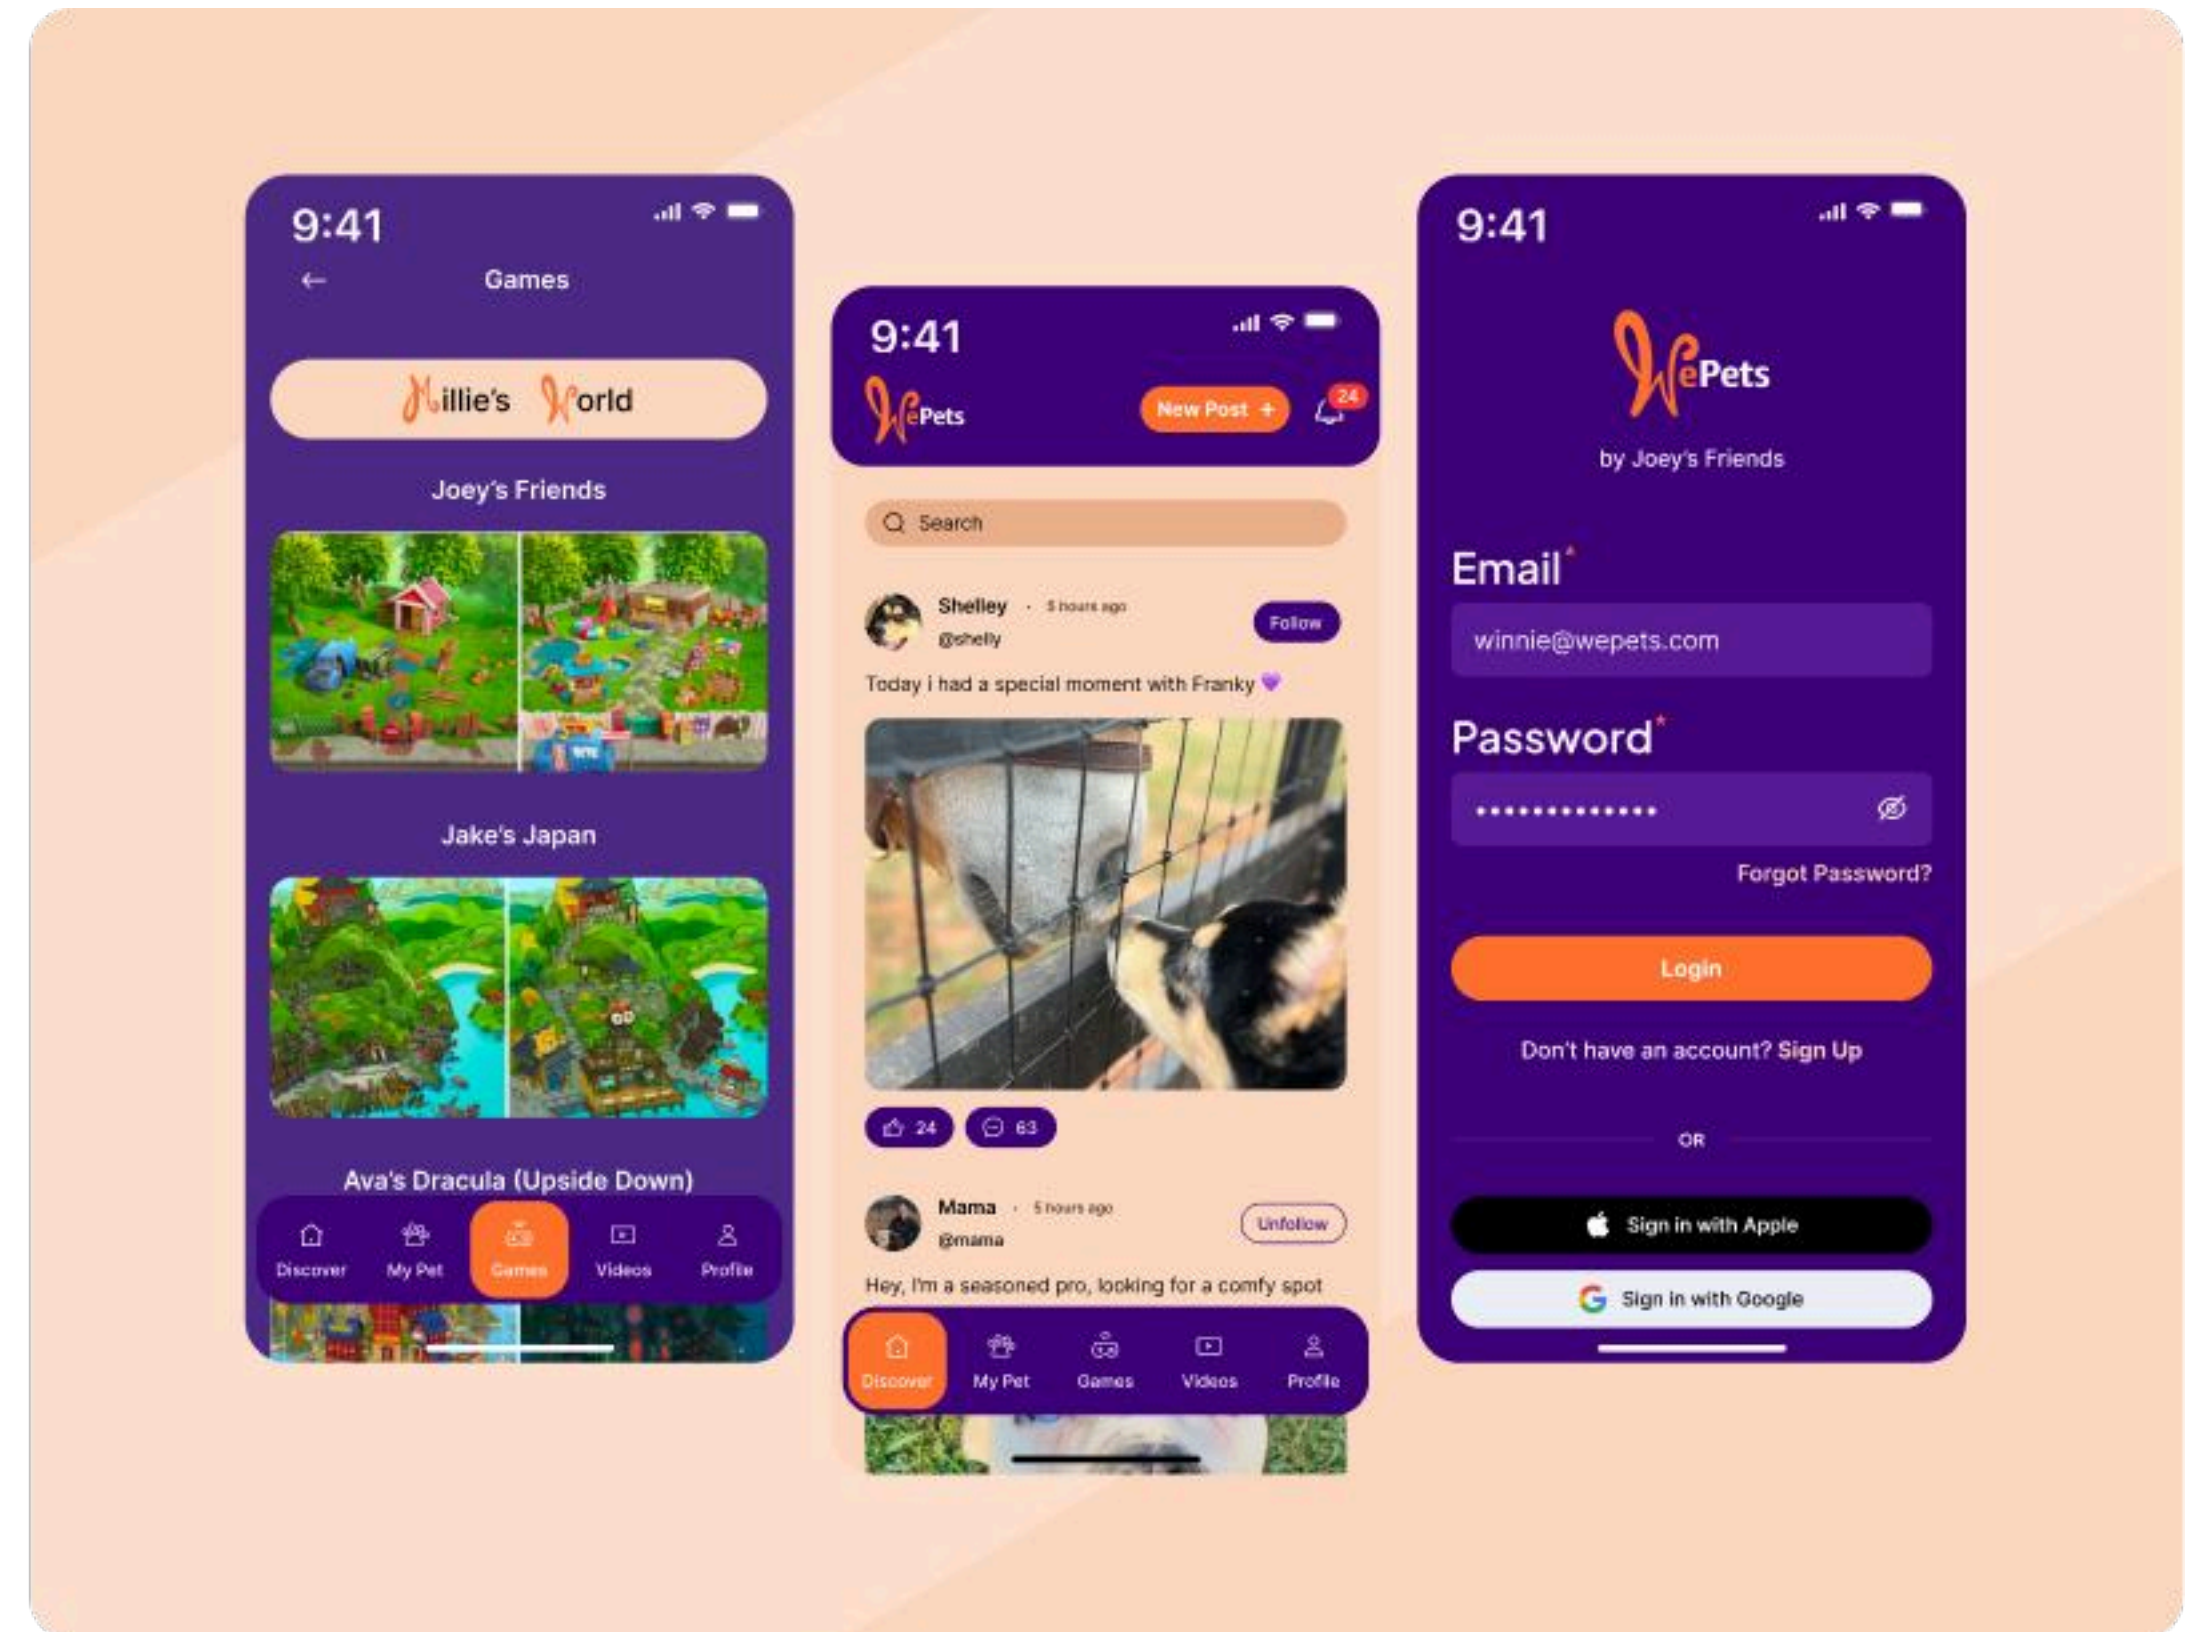 9:41
Games
Millie's World
Joey's Friends
Jake's Japan
Ava's Dracula (Upside Down)
Discover My Pet Games Videos Profile
9:41
WePets New Post + 24
Search
Shelley · 5 hours ago
@shelly
Follow
Today i had a special moment with Franky 💜
24 63
Mama · 5 hours ago
@mama
Unfollow
Hey, I'm a seasoned pro, looking for a comfy spot
Discover My Pet Games Videos Profile
9:41
WePets
by Joey's Friends
Email*
winnie@wepets.com
Password*
•••••••••••••
Forgot Password?
Login
Don't have an account? Sign Up
OR
Sign in with Apple
Sign in with Google